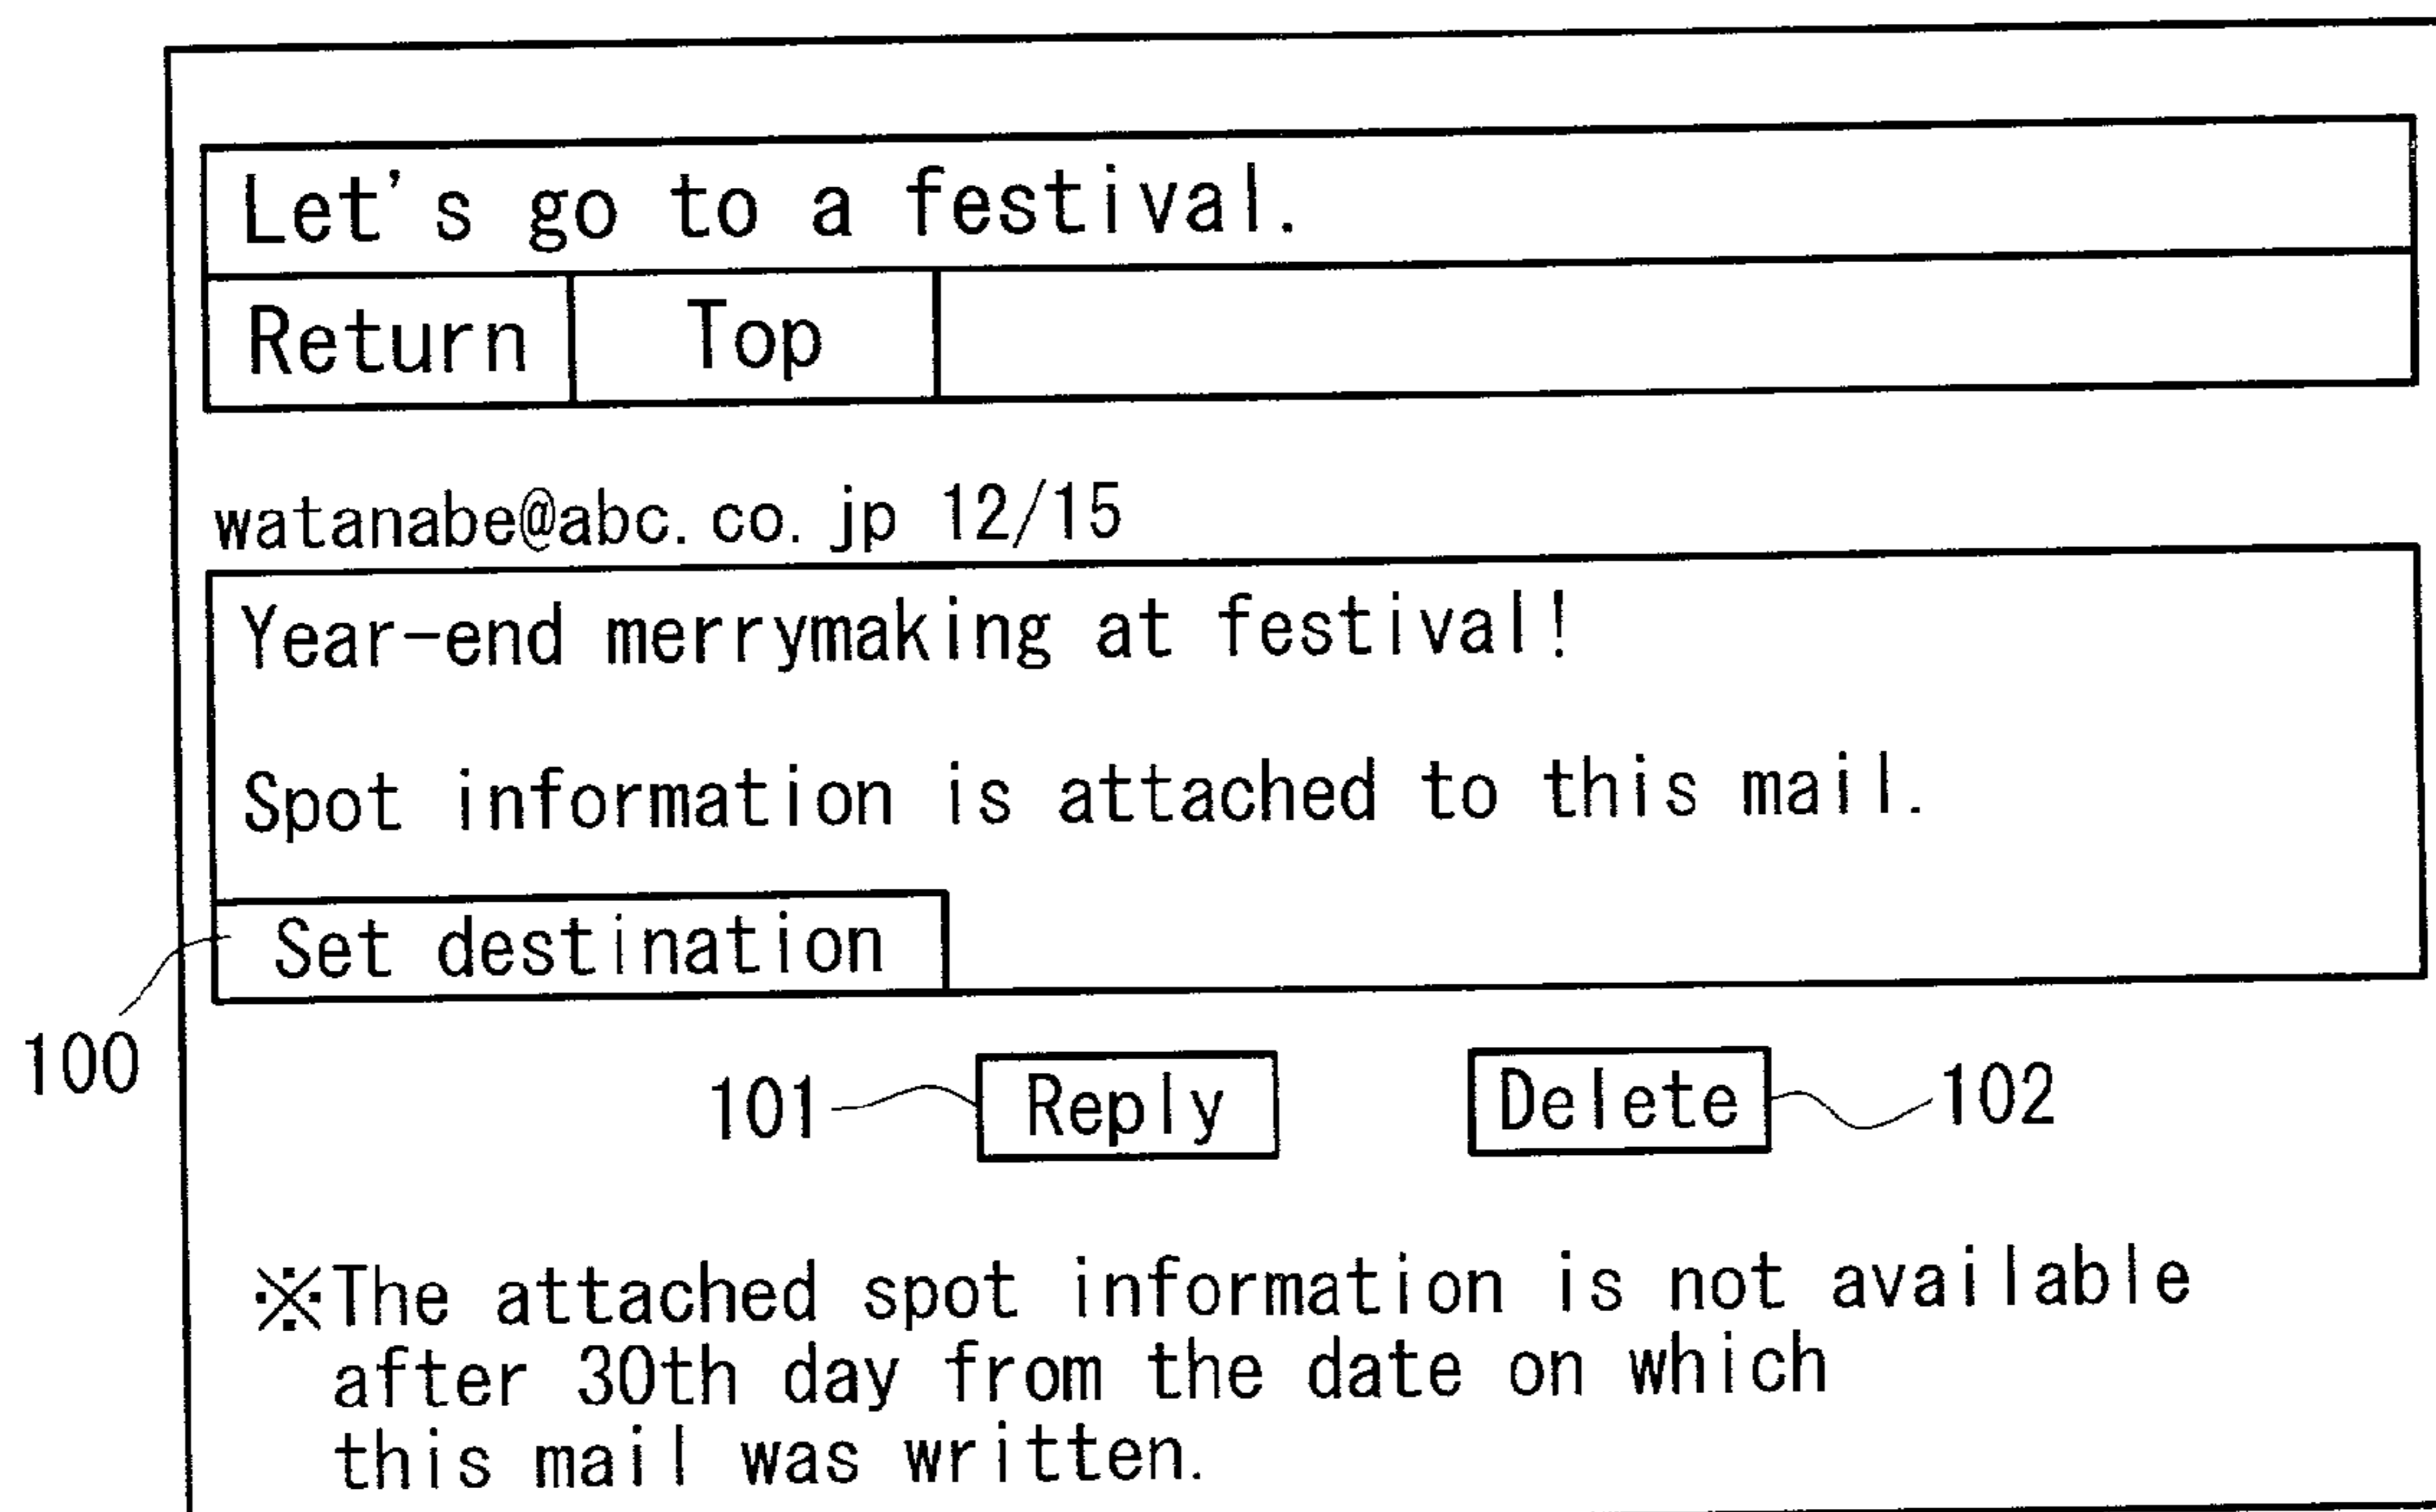 Let's go to a festival.
Return Top
watanabe@abc.co.jp 12/15
Year-end merrymaking at festival!
Spot information is attached to this mail.
Set destination
100
101 Reply Delete 102
※The attached spot information is not available
after 30th day from the date on which
this mail was written.